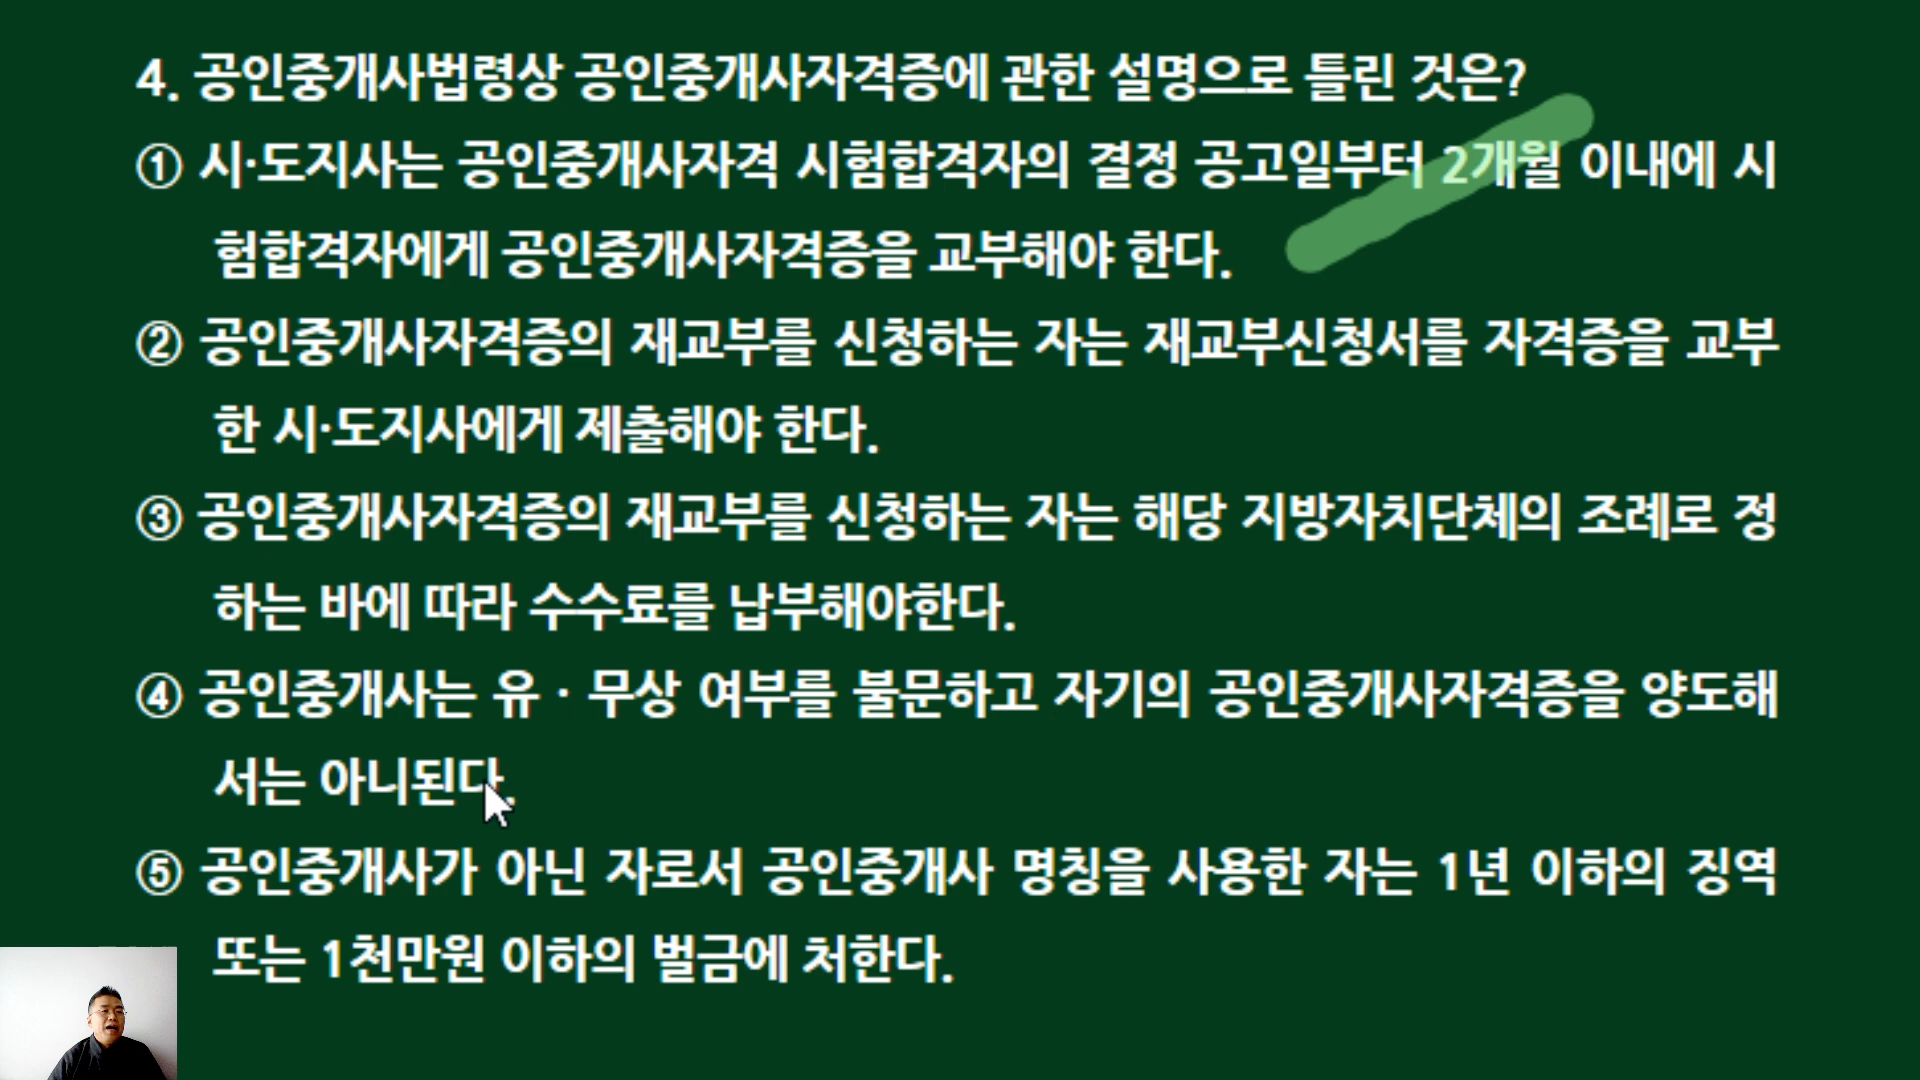 4. 공인중개사법령상 공인중개사자격증에 관한 설명으로 틀린 것은?
① 시·도지사는 공인중개사자격 시험합격자의 결정 공고일부터 2개월 이내에 시
험합격자에게 공인중개사자격증을 교부해야 한다.
② 공인중개사자격증의 재교부를 신청하는 자는 재교부신청서를 자격증을 교부
한 시·도지사에게 제출해야 한다.
③ 공인중개사자격증의 재교부를 신청하는 자는 해당 지방자치단체의 조례로 정
하는 바에 따라 수수료를 납부해야한다.
④ 공인중개사는 유 · 무상 여부를 불문하고 자기의 공인중개사자격증을 양도해
서는 아니된다.
⑤ 공인중개사가 아닌 자로서 공인중개사 명칭을 사용한 자는 1년 이하의 징역
또는 1천만원 이하의 벌금에 처한다.